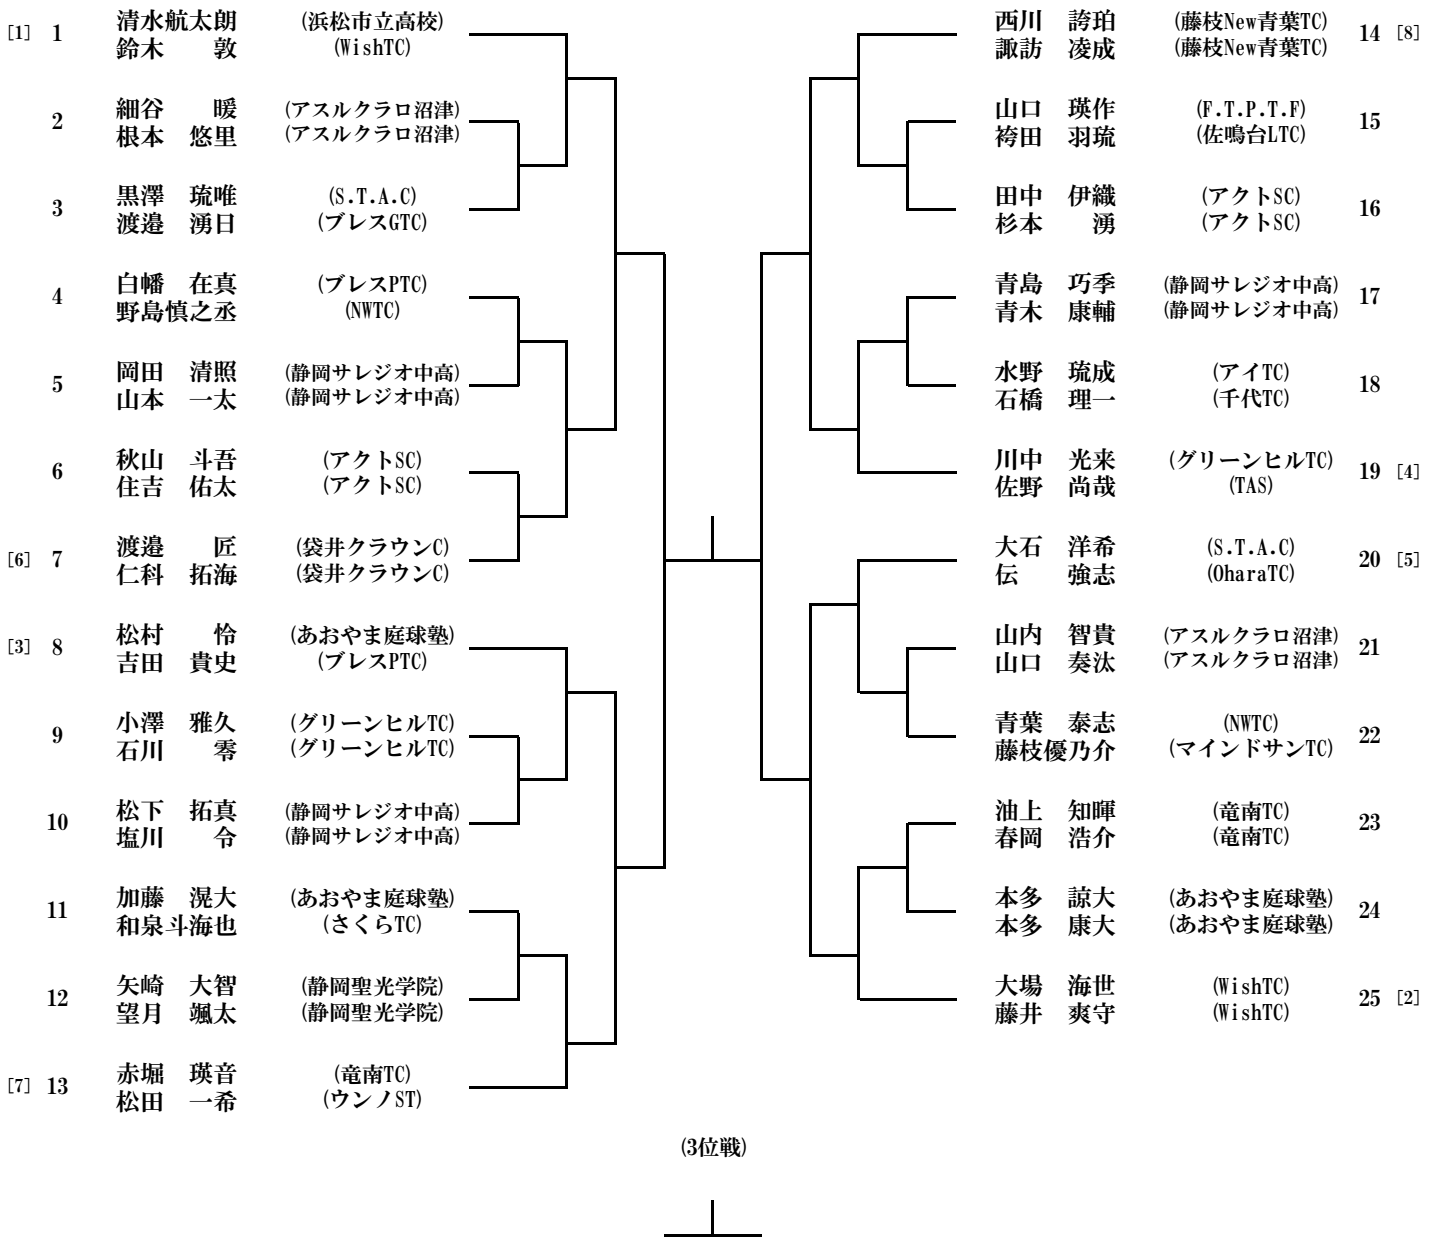 [1] 1 清水航太朗 (浜松市立高校)
鈴木 敦 (WishTC)
2 細谷 暖 (アスルクラロ沼津)
根本 悠里 (アスルクラロ沼津)
3 黒澤 琉唯 (S.T.A.C)
渡邉 湧日 (ブレスGTC)
4 白幡 在真 (ブレスPTC)
野島慎之丞 (NWTC)
5 岡田 清照 (静岡サレジオ中高)
山本 一太 (静岡サレジオ中高)
6 秋山 斗吾 (アクトSC)
住吉 佑太 (アクトSC)
[6] 7 渡邉 匠 (袋井クラウンC)
仁科 拓海 (袋井クラウンC)
[3] 8 松村 怜 (あおやま庭球塾)
吉田 貴史 (ブレスPTC)
9 小澤 雅久 (グリーンヒルTC)
石川 零 (グリーンヒルTC)
10 松下 拓真 (静岡サレジオ中高)
塩川 令 (静岡サレジオ中高)
11 加藤 滉大 (あおやま庭球塾)
和泉斗海也 (さくらTC)
12 矢崎 大智 (静岡聖光学院)
望月 颯太 (静岡聖光学院)
[7] 13 赤堀 瑛音 (竜南TC)
松田 一希 (ウンノST)
西川 誇珀 (藤枝New青葉TC) 14 [8]
諏訪 凌成 (藤枝New青葉TC)
山口 瑛作 (F.T.P.T.F) 15
袴田 羽琉 (佐鳴台LTC)
田中 伊織 (アクトSC) 16
杉本 湧 (アクトSC)
青島 巧季 (静岡サレジオ中高) 17
青木 康輔 (静岡サレジオ中高)
水野 琉成 (アイTC) 18
石橋 理一 (千代TC)
川中 光来 (グリーンヒルTC) 19 [4]
佐野 尚哉 (TAS)
大石 洋希 (S.T.A.C) 20 [5]
伝 強志 (OharaTC)
山内 智貴 (アスルクラロ沼津) 21
山口 奏汰 (アスルクラロ沼津)
青葉 泰志 (NWTC) 22
藤枝優乃介 (マインドサンTC)
油上 知暉 (竜南TC) 23
春岡 浩介 (竜南TC)
本多 諒大 (あおやま庭球塾) 24
本多 康大 (あおやま庭球塾)
大場 海世 (WishTC) 25 [2]
藤井 爽守 (WishTC)
(3位戦)